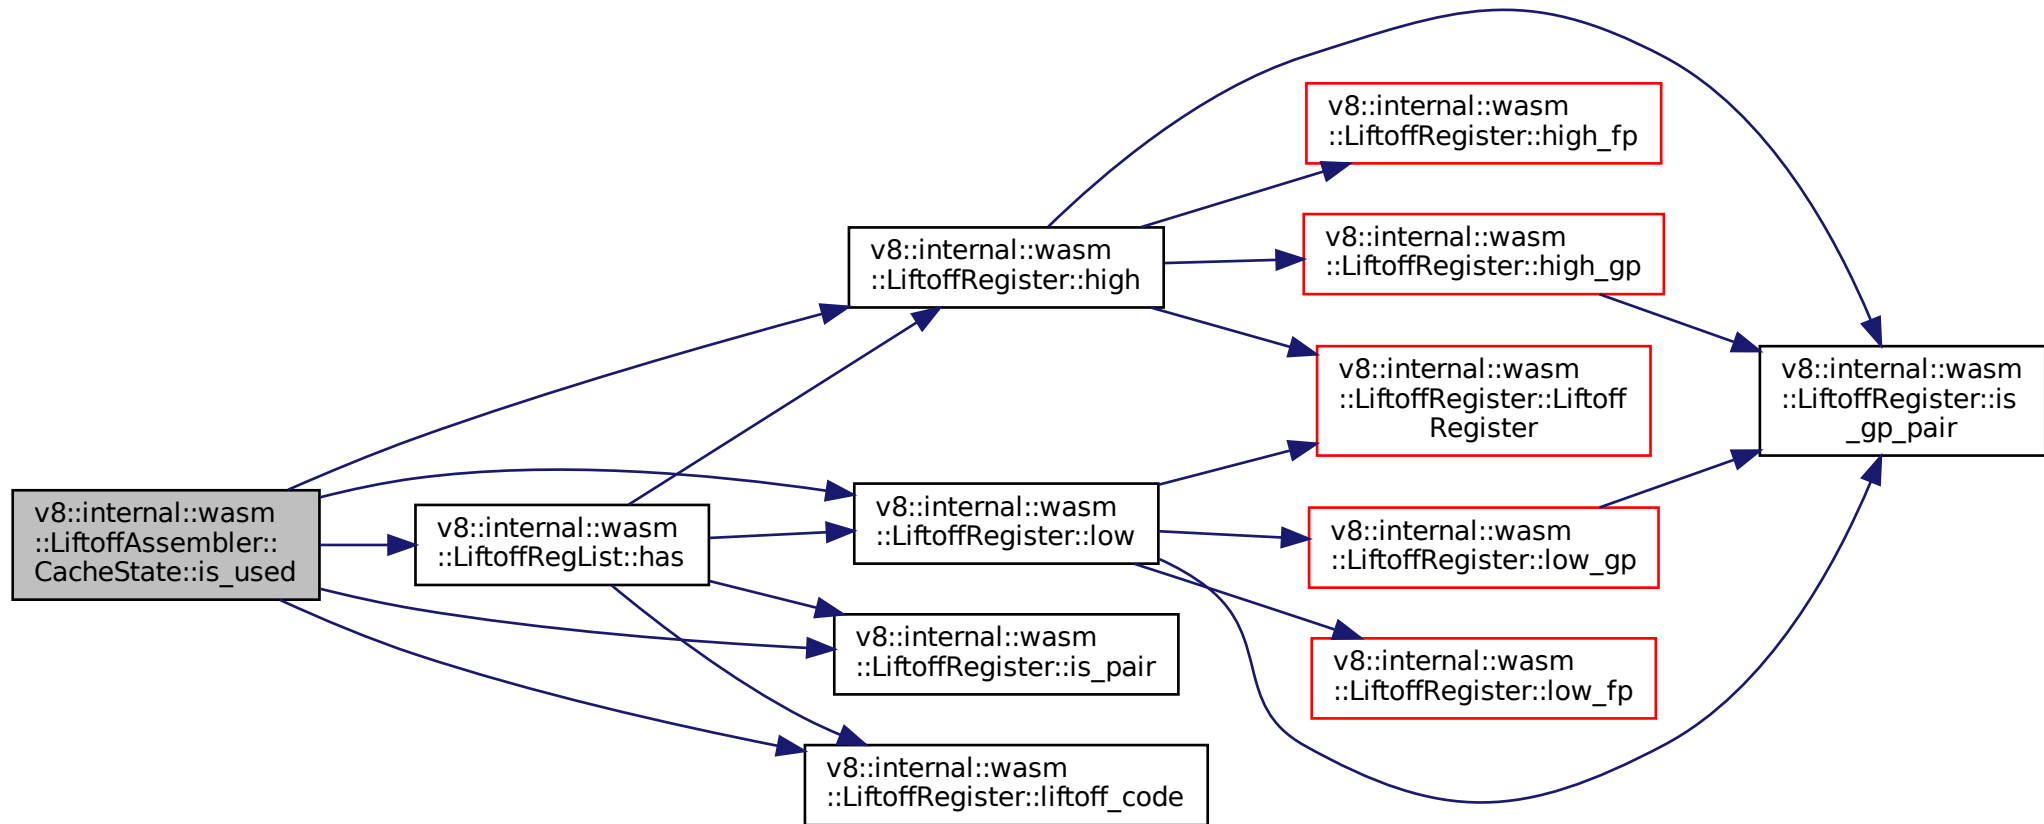 v8::internal::wasm
::LiftoffAssembler::
CacheState::is_used
v8::internal::wasm
::LiftoffRegList::has
v8::internal::wasm
::LiftoffRegister::high
v8::internal::wasm
::LiftoffRegister::low
v8::internal::wasm
::LiftoffRegister::is_pair
v8::internal::wasm
::LiftoffRegister::liftoff_code
v8::internal::wasm
::LiftoffRegister::high_fp
v8::internal::wasm
::LiftoffRegister::high_gp
v8::internal::wasm
::LiftoffRegister::Liftoff
Register
v8::internal::wasm
::LiftoffRegister::low_gp
v8::internal::wasm
::LiftoffRegister::low_fp
v8::internal::wasm
::LiftoffRegister::is
_gp_pair